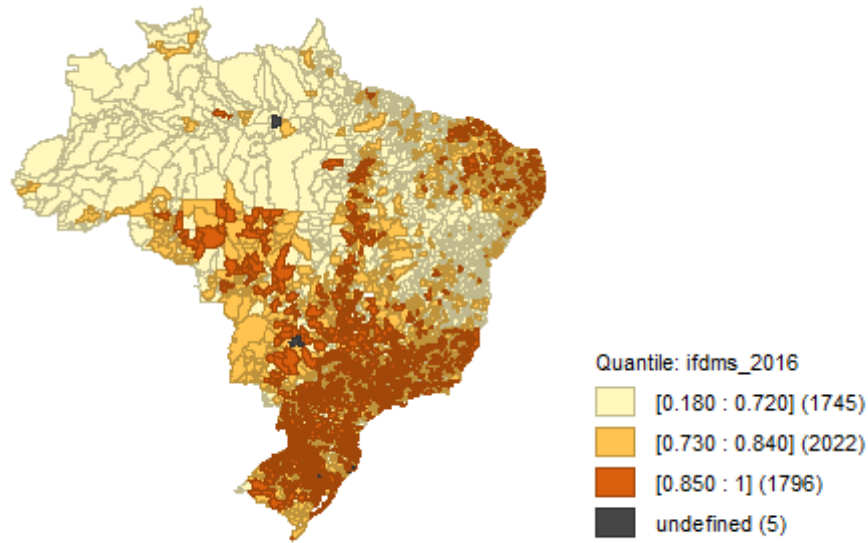 Quantile: ifdms_2016
[0.180 : 0.720] (1745)
[0.730 : 0.840] (2022)
[0.850 : 1] (1796)
undefined (5)